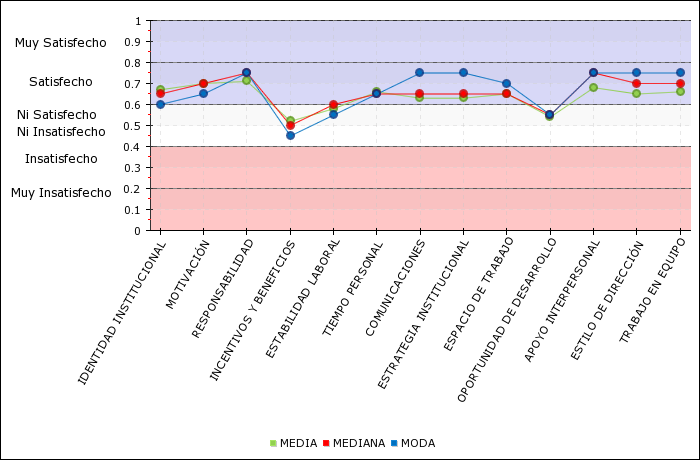 1
0.9
0.8
0.7
0.6
0.5
0.4
0.3
0.2
0.1
0
Muy Satisfecho
Satisfecho
Ni Satisfecho
Ni Insatisfecho
Insatisfecho
Muy Insatisfecho
IDENTIDAD INSTITUCIONAL
MOTIVACIÓN
RESPONSABILIDAD
INCENTIVOS Y BENEFICIOS
ESTABILIDAD LABORAL
TIEMPO PERSONAL
COMUNICACIONES
ESTRATEGIA INSTITUCIONAL
ESPACIO DE TRABAJO
OPORTUNIDAD DE DESARROLLO
APOYO INTERPERSONAL
ESTILO DE DIRECCIÓN
TRABAJO EN EQUIPO
MEDIA MEDIANA MODA